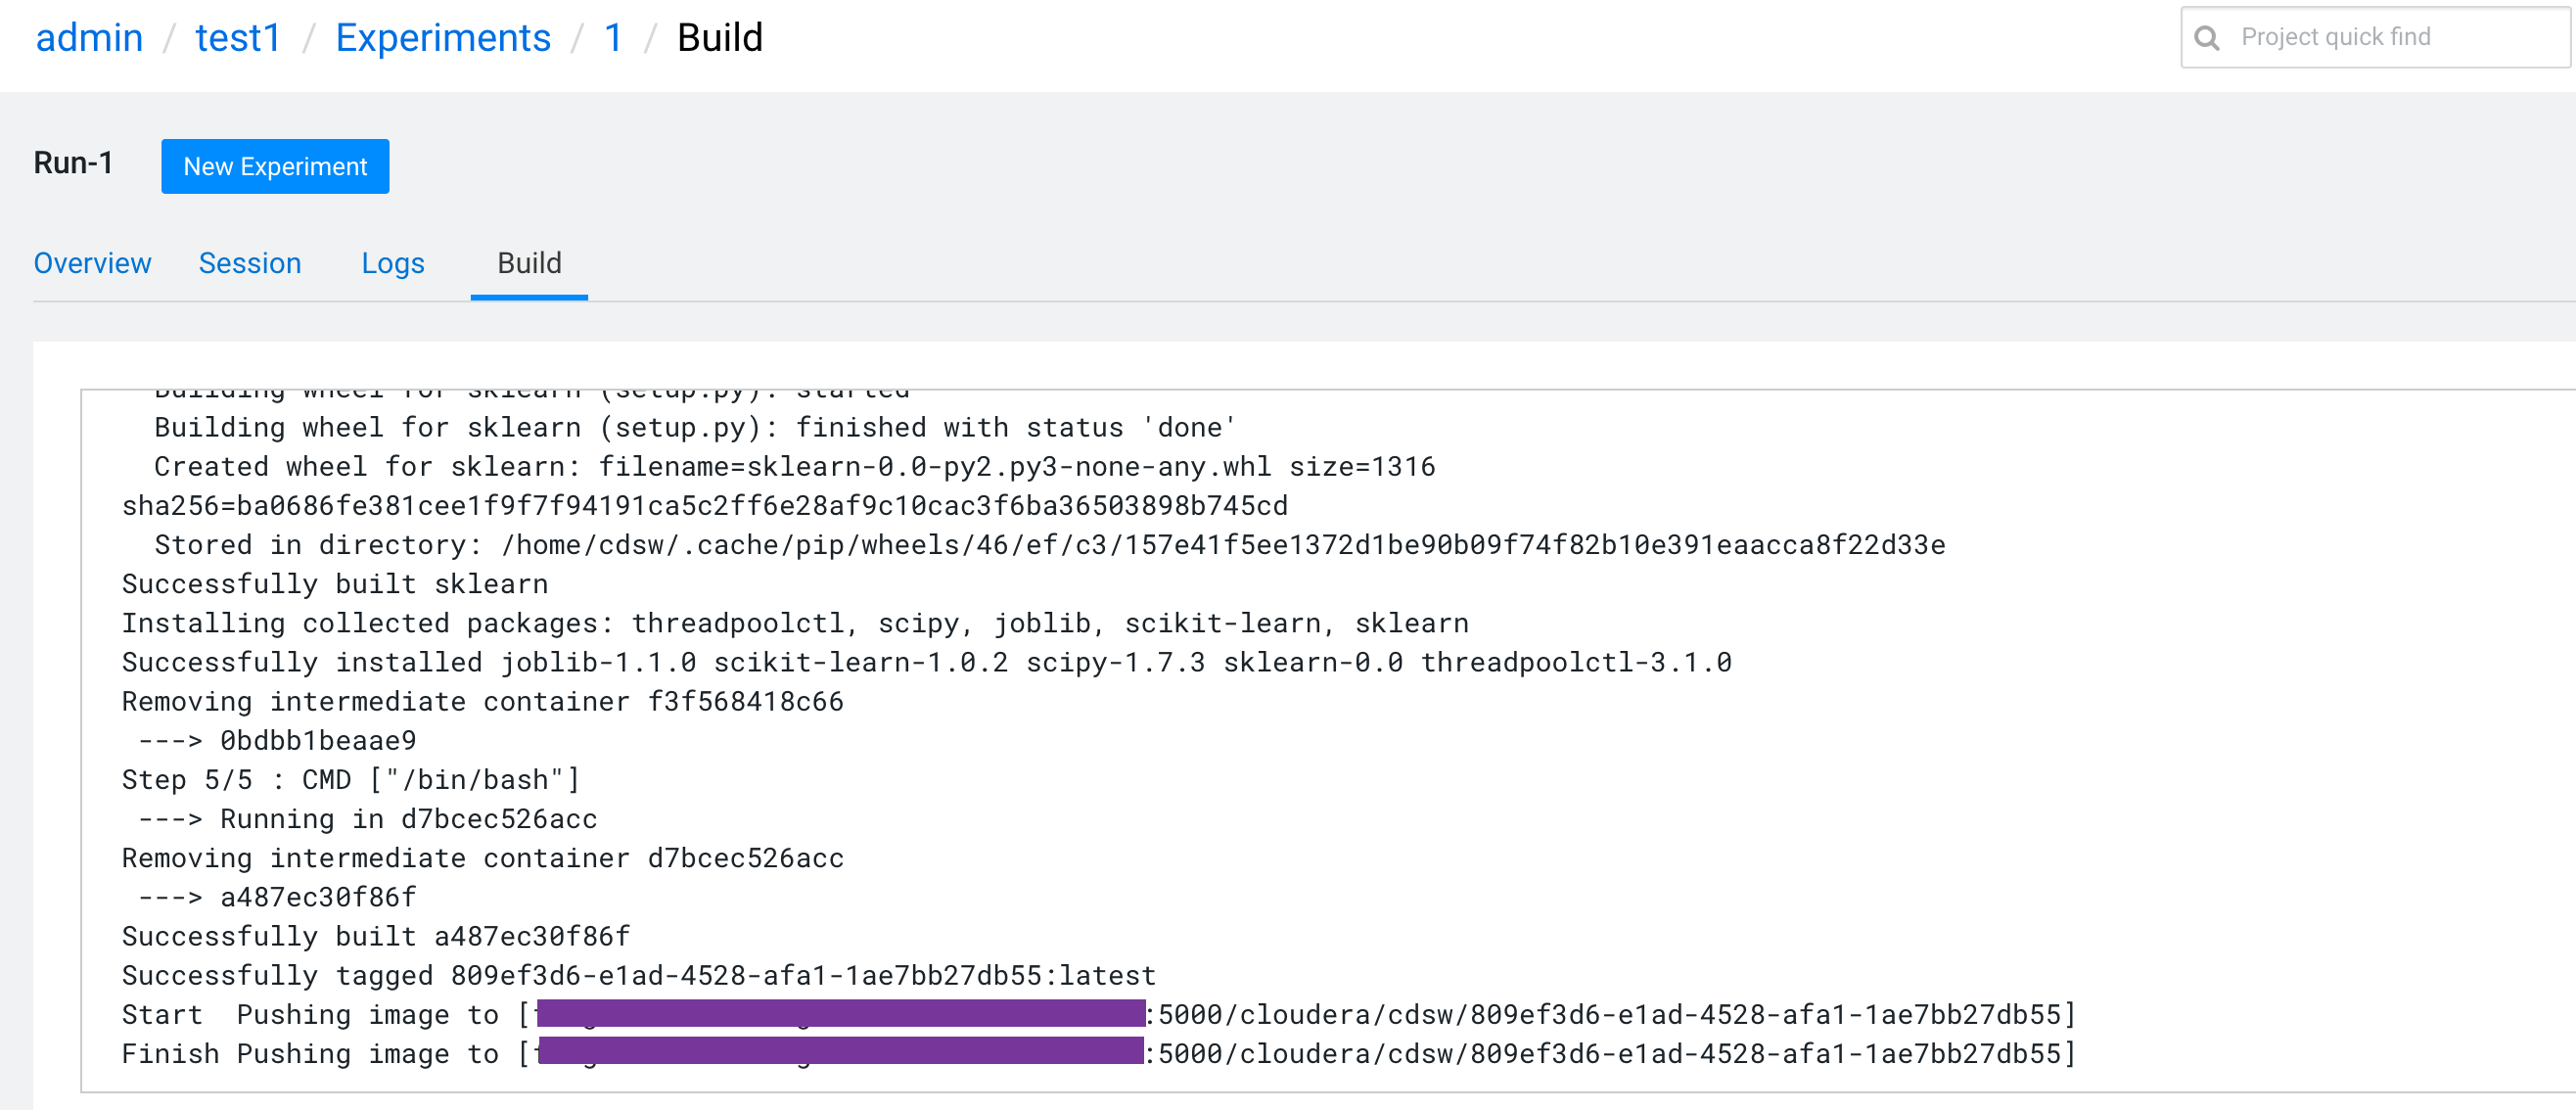 admin / test1 / Experiments / 1 / Build
Project quick find
Run-1
New Experiment
Overview Session Logs Build
Building wheel for sklearn (setup.py): started
Building wheel for sklearn (setup.py): finished with status 'done'
Created wheel for sklearn: filename=sklearn-0.0-py2.py3-none-any.whl size=1316
sha256=ba0686fe381cee1f9f7f94191ca5c2ff6e28af9c10cac3f6ba36503898b745cd
Stored in directory: /home/cdsw/.cache/pip/wheels/46/ef/c3/157e41f5ee1372d1be90b09f74f82b10e391eaacca8f22d33e
Successfully built sklearn
Installing collected packages: threadpoolctl, scipy, joblib, scikit-learn, sklearn
Successfully installed joblib-1.1.0 scikit-learn-1.0.2 scipy-1.7.3 sklearn-0.0 threadpoolctl-3.1.0
Removing intermediate container f3f568418c66
---> 0bdbb1beaae9
Step 5/5 : CMD ["/bin/bash"]
---> Running in d7bcec526acc
Removing intermediate container d7bcec526acc
---> a487ec30f86f
Successfully built a487ec30f86f
Successfully tagged 809ef3d6-e1ad-4528-afa1-1ae7bb27db55:latest
Start  Pushing image to [:5000/cloudera/cdsw/809ef3d6-e1ad-4528-afa1-1ae7bb27db55]
Finish Pushing image to [:5000/cloudera/cdsw/809ef3d6-e1ad-4528-afa1-1ae7bb27db55]